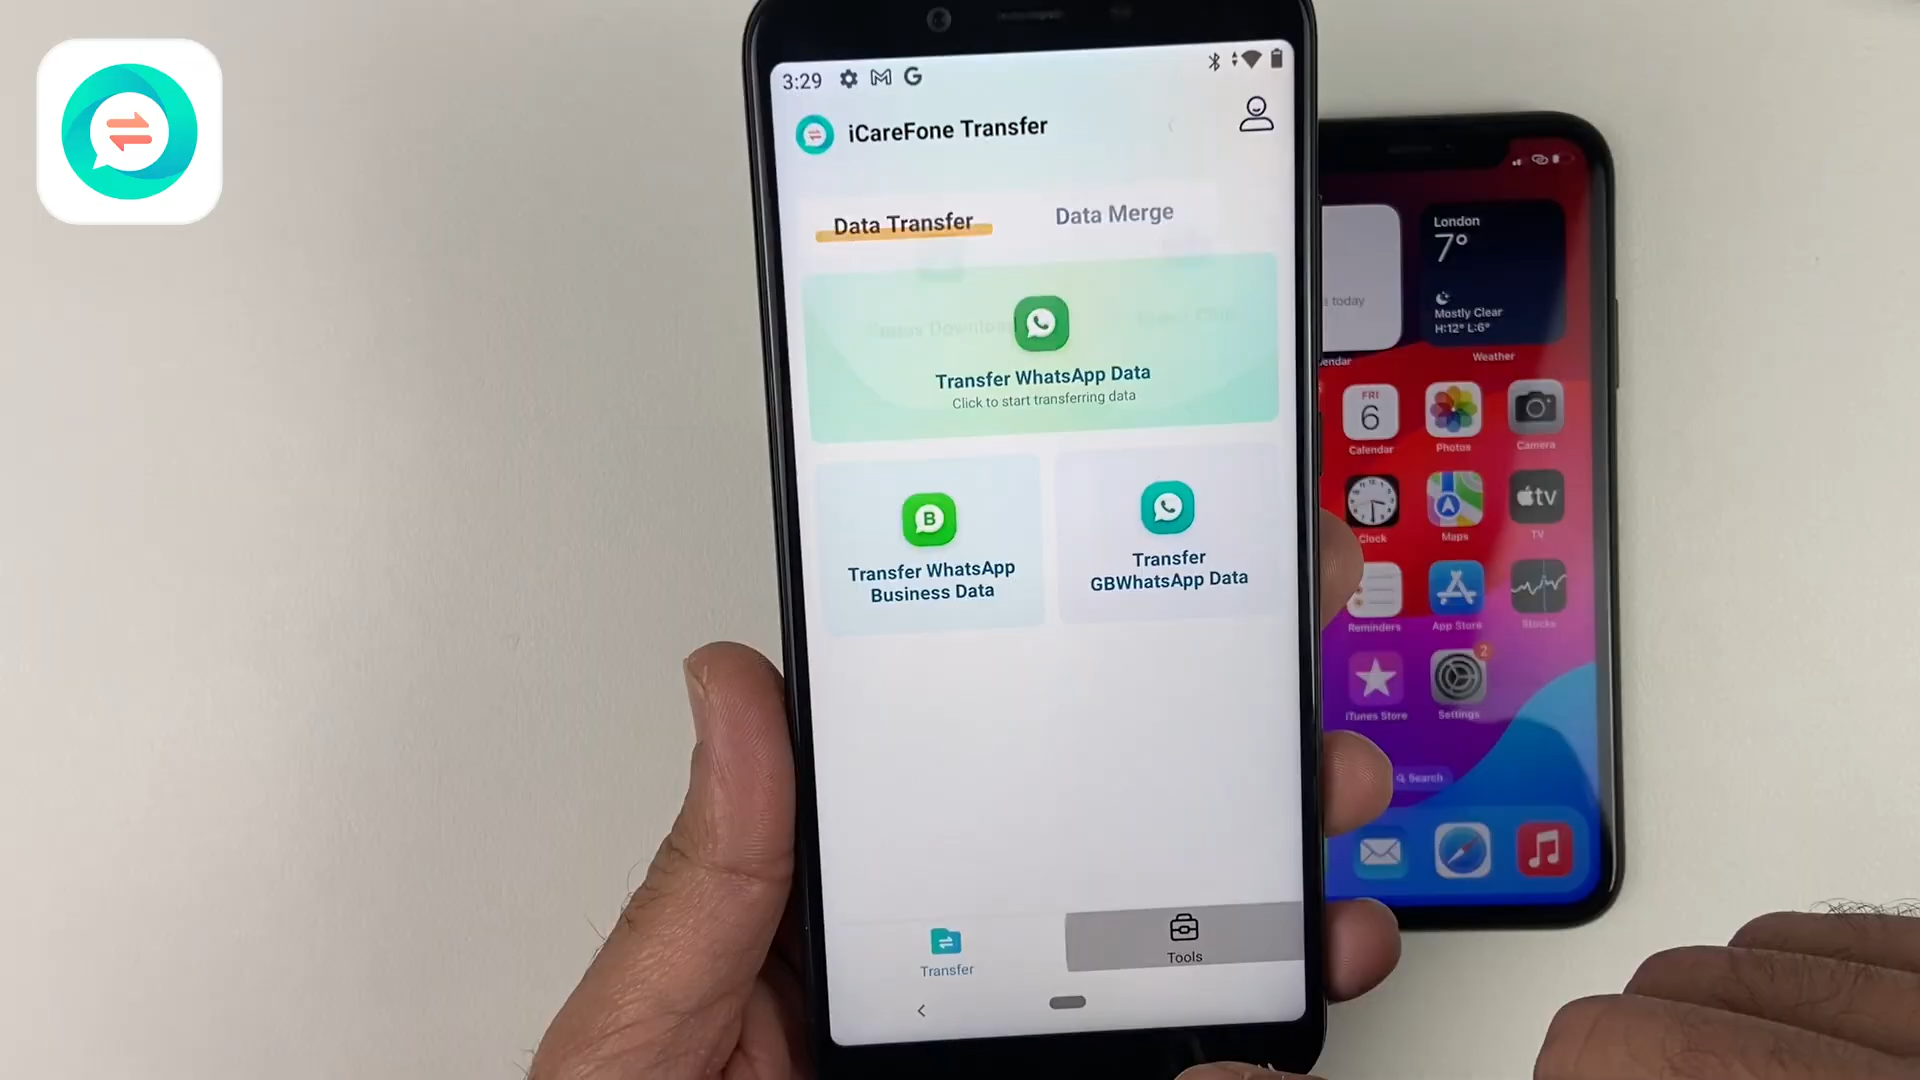 3:29
iCareFone Transfer
Data Transfer
Data Merge
Transfer WhatsApp Data
Click to start transferring data
B
Transfer WhatsApp
Business Data
Transfer
GBWhatsApp Data
Transfer
Tools
London
7°
Mostly Clear
H:12° L:6°
Weather
today
endar
FRI
6
Calendar
Photos
Camera
Clock
Maps
tv
TV
Reminders
App Store
Stocks
2
iTunes Store
Settings
Search